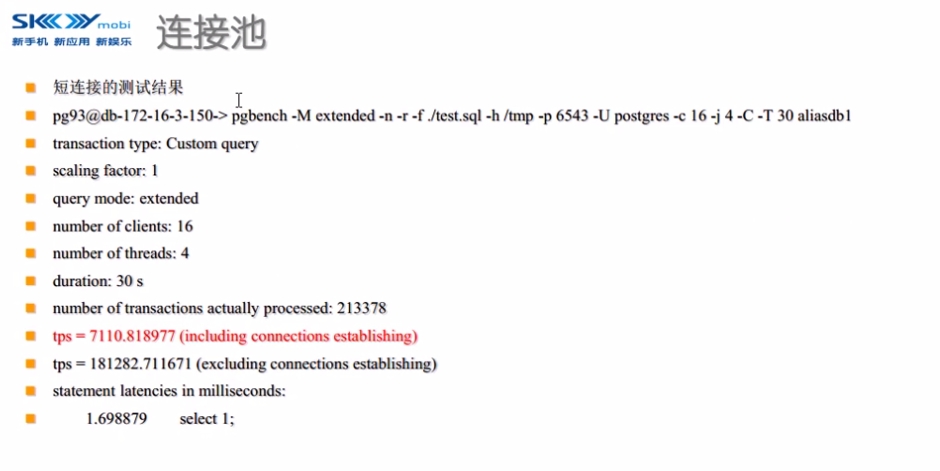 SKYmobi
新手机 新应用 新娱乐
连接池
短连接的测试结果
pg93@db-172-16-3-150-> pgbench -M extended -n -r -f ./test.sql -h /tmp -p 6543 -U postgres -c 16 -j 4 -C -T 30 aliasdb1
transaction type: Custom query
scaling factor: 1
query mode: extended
number of clients: 16
number of threads: 4
duration: 30 s
number of transactions actually processed: 213378
tps = 7110.818977 (including connections establishing)
tps = 181282.711671 (excluding connections establishing)
statement latencies in milliseconds:
1.698879 select 1;